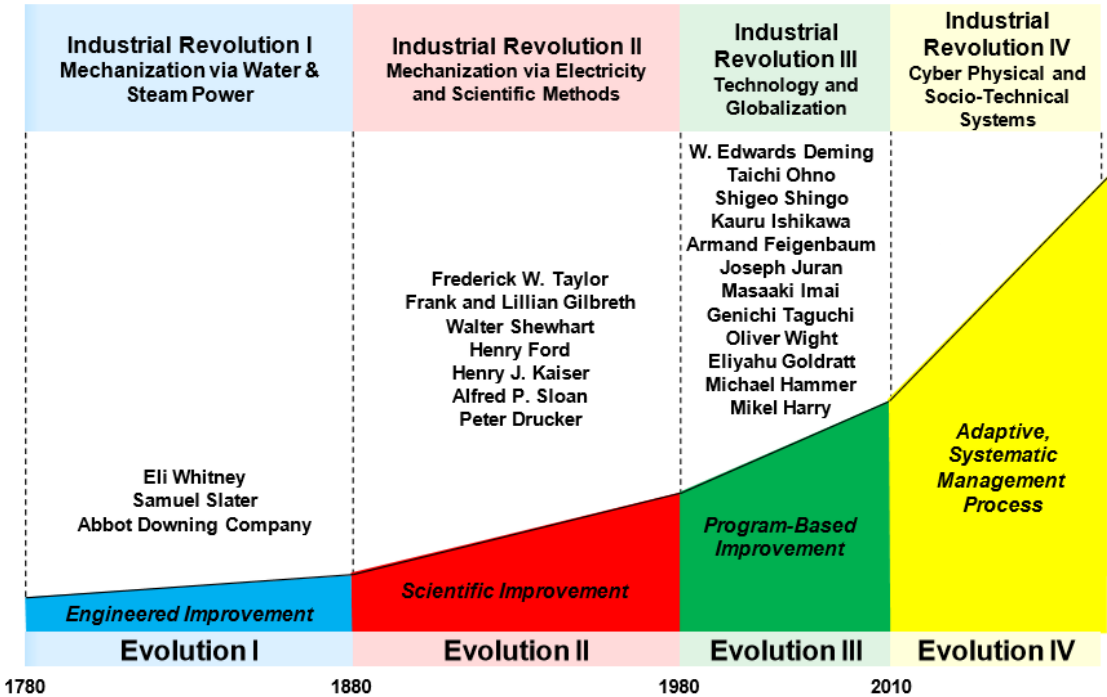 Industrial Revolution I
Mechanization via Water &
Steam Power
Industrial Revolution II
Mechanization via Electricity
and Scientific Methods
Industrial
Revolution III
Technology and
Globalization
Industrial
Revolution IV
Cyber Physical and
Socio-Technical
Systems
Eli Whitney
Samuel Slater
Abbot Downing Company
Frederick W. Taylor
Frank and Lillian Gilbreth
Walter Shewhart
Henry Ford
Henry J. Kaiser
Alfred P. Sloan
Peter Drucker
W. Edwards Deming
Taichi Ohno
Shigeo Shingo
Kauru Ishikawa
Armand Feigenbaum
Joseph Juran
Masaaki Imai
Genichi Taguchi
Oliver Wight
Eliyahu Goldratt
Michael Hammer
Mikel Harry
Engineered Improvement
Scientific Improvement
Program-Based
Improvement
Adaptive,
Systematic
Management
Process
Evolution I
Evolution II
Evolution III
Evolution IV
1780
1880
1980
2010